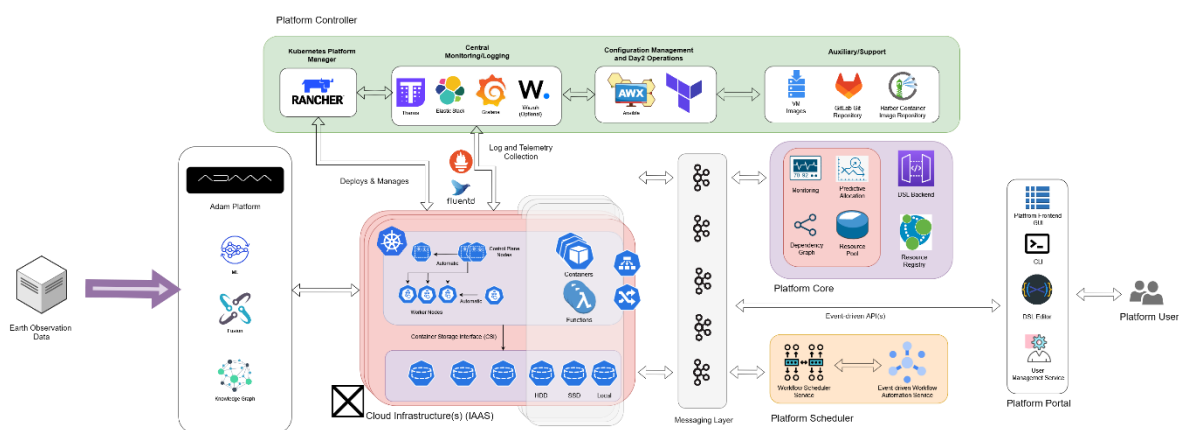 Platform Controller
Kubernetes Platform
Manager
Central
Monitoring/Logging
Configuration Management
and Day2 Operations
Auxiliary/Support
RANCHER
Thanos
Elastic Stack
Grafana
W.
Wazuh
(Optional)
AWX
Ansible
VM
Images
GitLab Git
Repository
Harbor Container
Image Repository
Log and Telemetry
Collection
Deploys & Manages
fluentd
ADAM
Adam Platform
ML
Fusion
Knowledge Graph
Earth Observation
Data
Control Plane
Nodes
Automatic
Automatic
Worker Nodes
Containers
Functions
Container Storage Interface (CSI)
HDD
SSD
Local
Cloud Infrastructure(s) (IAAS)
Messaging Layer
Monitoring
Predictive
Allocation
DSL Backend
Dependency
Graph
Resource
Pool
Resource
Registry
Platform Core
Event-driven API(s)
Workflow Scheduler
Service
Event driven Workflow
Automation Service
Platform Scheduler
Platform Frontend
GUI
CLI
DSL Editor
User
Managemet Service
Platform Portal
Platform User